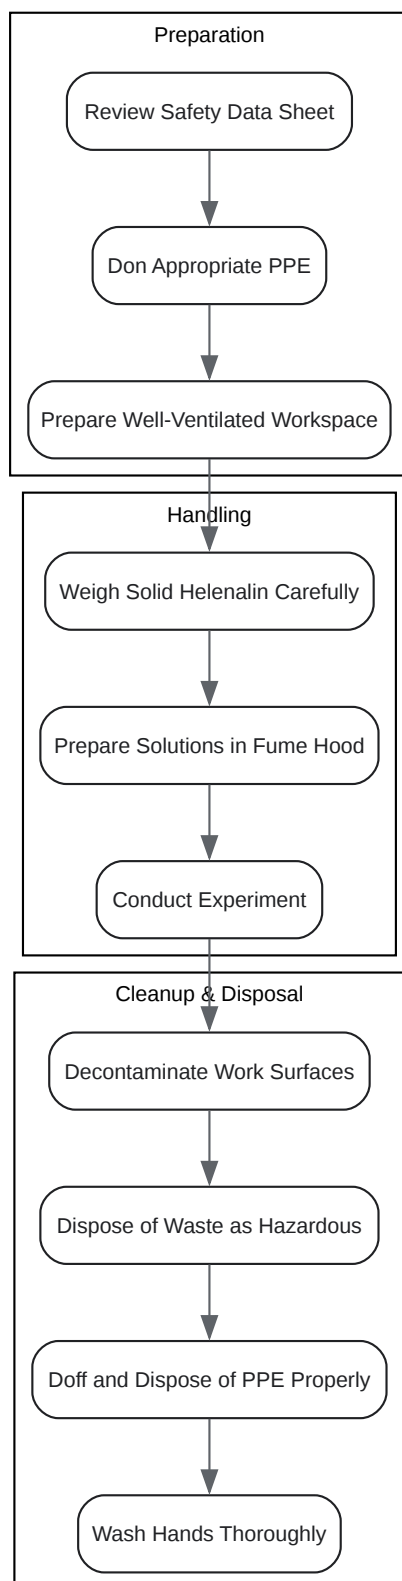 Preparation
Review Safety Data Sheet
Don Appropriate PPE
Prepare Well-Ventilated Workspace
Handling
Weigh Solid Helenalin Carefully
Prepare Solutions in Fume Hood
Conduct Experiment
Cleanup & Disposal
Decontaminate Work Surfaces
Dispose of Waste as Hazardous
Doff and Dispose of PPE Properly
Wash Hands Thoroughly